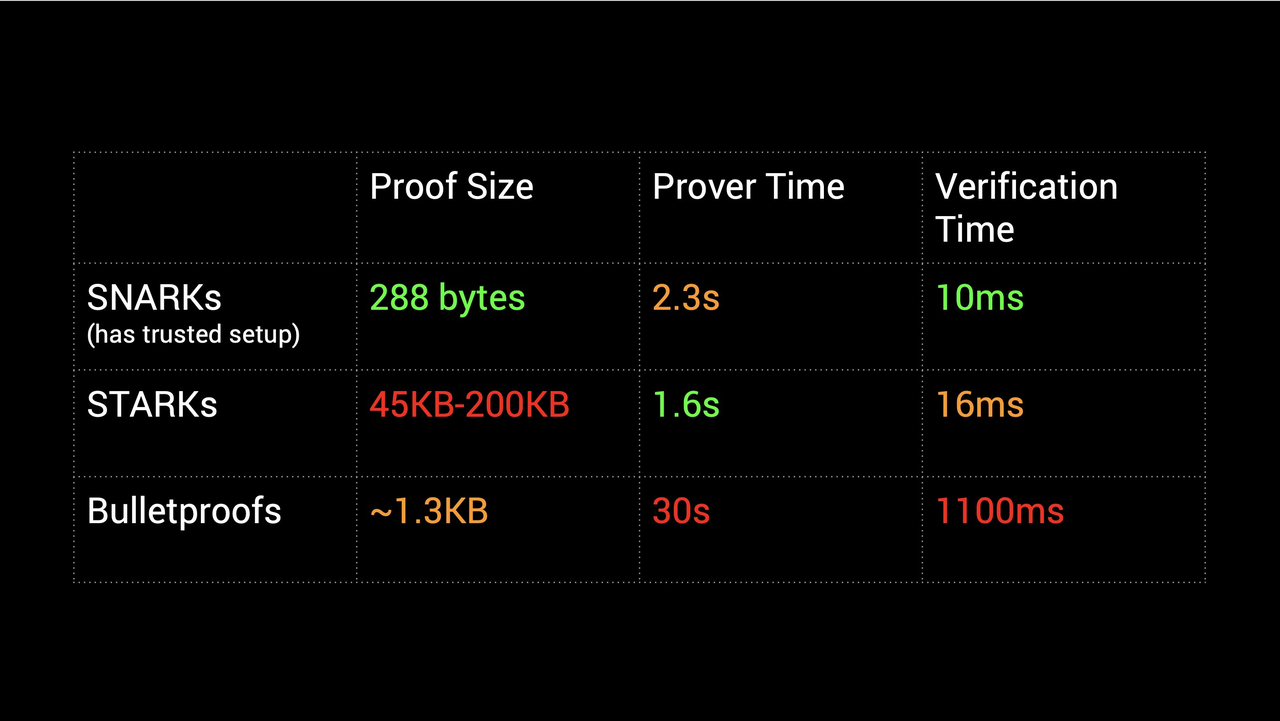 Proof Size
Prover Time
Verification
Time
SNARKs
(has trusted setup)
288 bytes
2.3s
10ms
STARKs
45KB-200KB
1.6s
16ms
Bulletproofs
~1.3KB
30s
1100ms